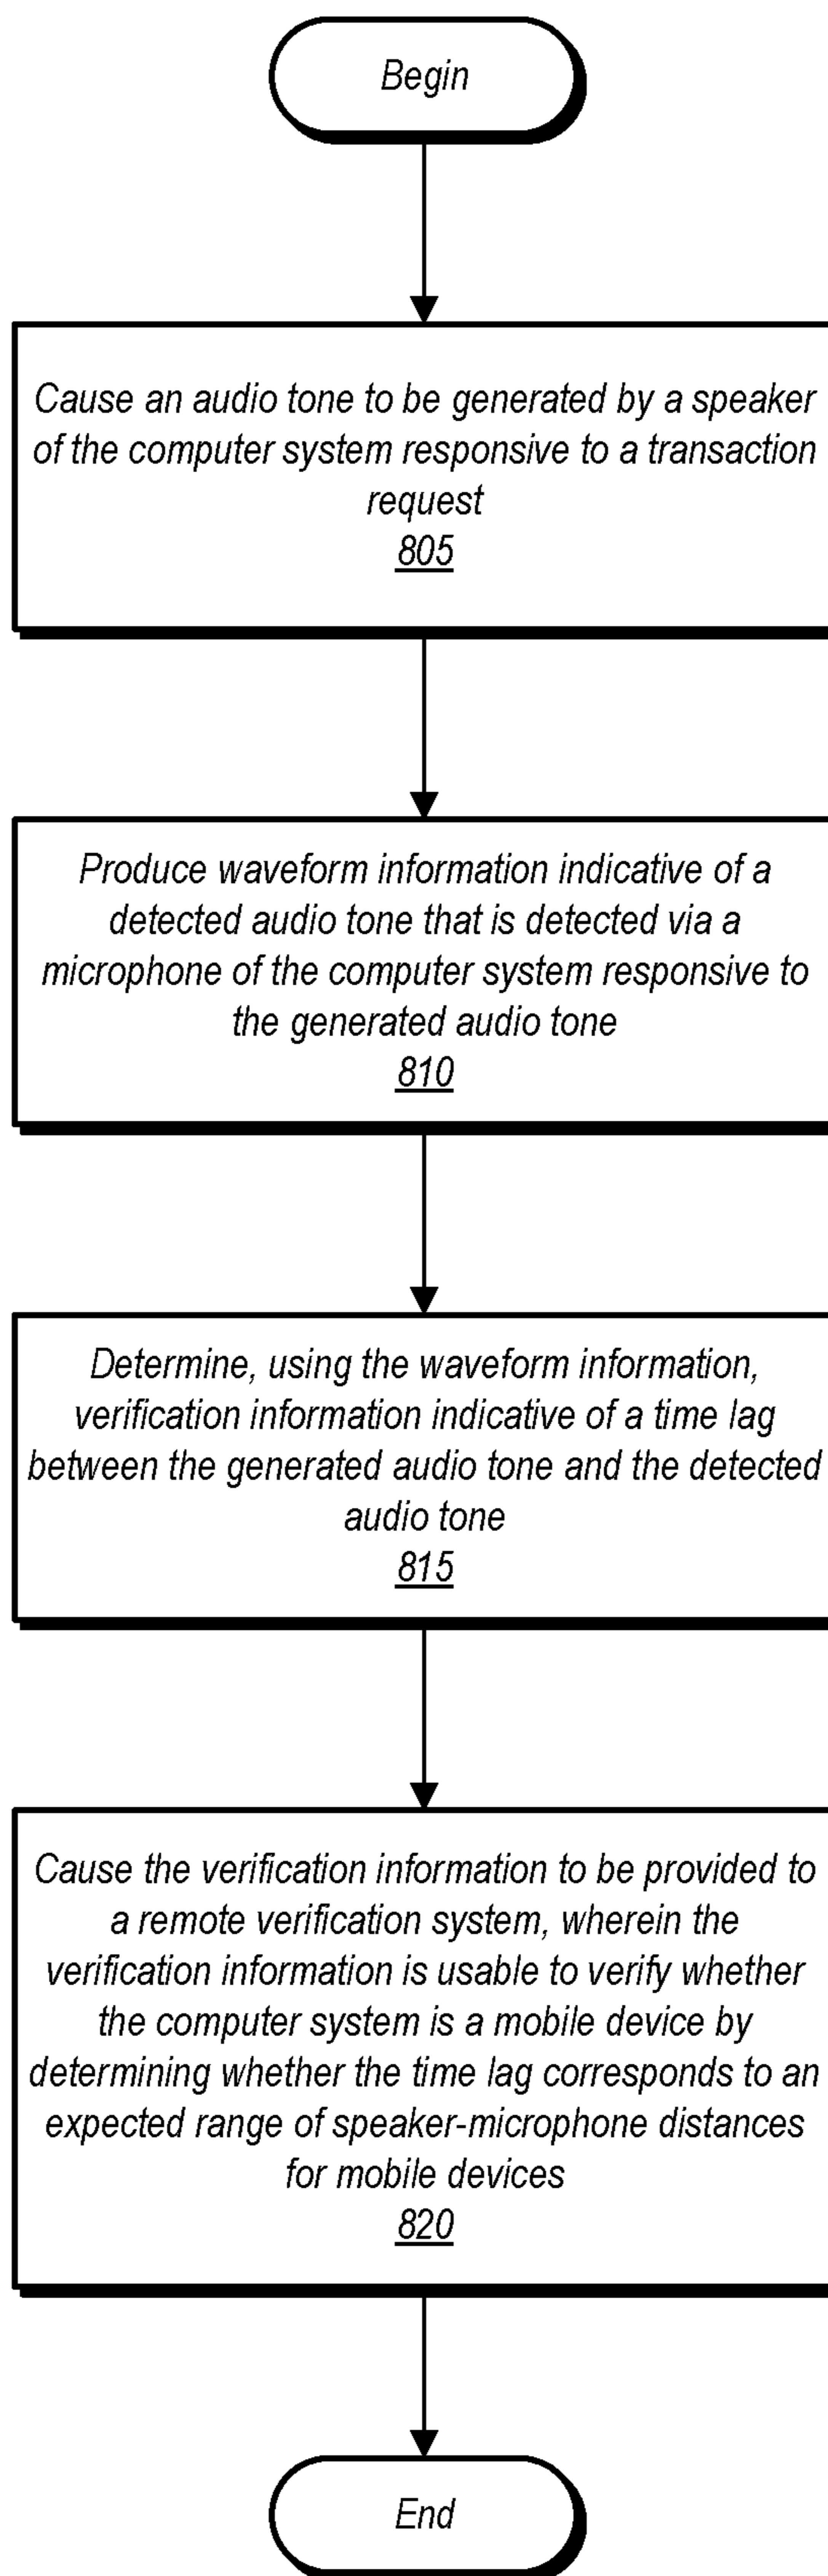 Begin
Cause an audio tone to be generated by a speaker
of the computer system responsive to a transaction
request
805
Produce waveform information indicative of a
detected audio tone that is detected via a
microphone of the computer system responsive to
the generated audio tone
810
Determine, using the waveform information,
verification information indicative of a time lag
between the generated audio tone and the detected
audio tone
815
Cause the verification information to be provided to
a remote verification system, wherein the
verification information is usable to verify whether
the computer system is a mobile device by
determining whether the time lag corresponds to an
expected range of speaker-microphone distances
for mobile devices
820
End